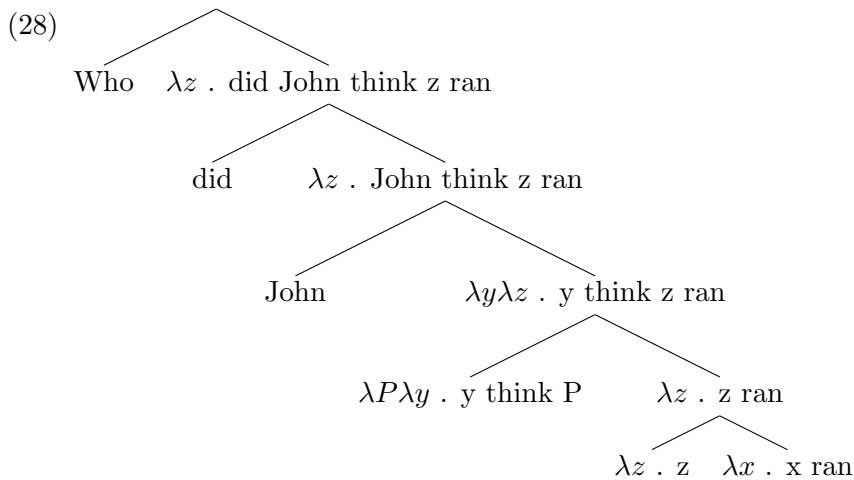 (28)
Who λz . did John think z ran
did λz . John think z ran
John λyλz . y think z ran
λPλy . y think P λz . z ran
λz . z λx . x ran